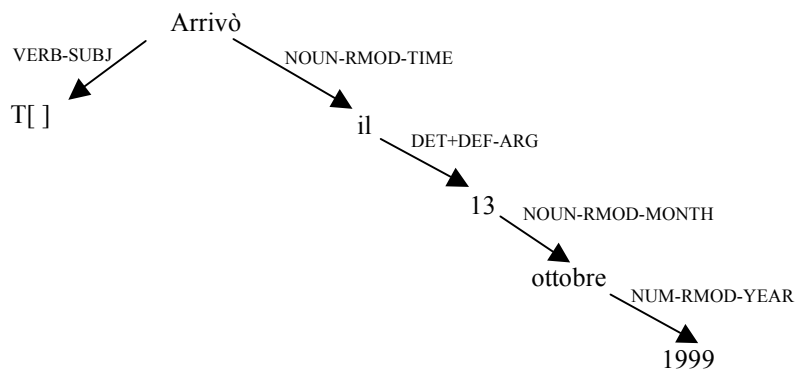 Arrivò
VERB-SUBJ
NOUN-RMOD-TIME
T[ ]
il
DET+DEF-ARG
13
NOUN-RMOD-MONTH
ottobre
NUM-RMOD-YEAR
1999